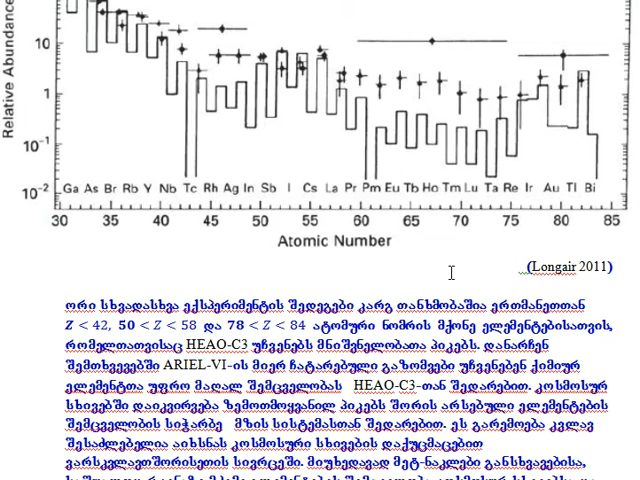 Relative Abundance
10
1
10⁻¹
10⁻²
Ga As Br Rb Y Nb Tc Rh Ag In Sb I Cs La Pr Pm Eu Tb Ho Tm Lu Ta Re Ir Au Tl Bi
30 35 40 45 50 55 60 65 70 75 80 85
Atomic Number
(Longair 2011)
ორი სხვადასხვა ექსპერიმენტის შედეგები კარგ თანხმობაშია ერთმანეთთან
Z < 42, 50 < Z < 58 და 78 < Z < 84 ატომური ნომრის მქონე ელემენტებისათვის,
რომელთათვისაც HEAO-C3 უჩვენებს მნიშვნელობათა პიკებს. დანარჩენ
შემთხვევებში ARIEL-VI-ის მიერ ჩატარებული გაზომვები უჩვენებენ ქიმიურ
ელემენტთა უფრო მაღალ შემცველობას HEAO-C3-თან შედარებით. კოსმოსურ
სხივებში დაიკვირვება ზემოთმოყვანილ პიკებს შორის არსებული ელემენტების
შემცველობის სიჭარბე მზის სისტემასთან შედარებით. ეს გარემოება კვლავ
შესაძლებელია აიხსნას კოსმოსური სხივების დაქუცმაცებით
ვარსკვლავთშორისეთის სივრცეში. მიუხედავად მეტ-ნაკლები განსხვავებისა,